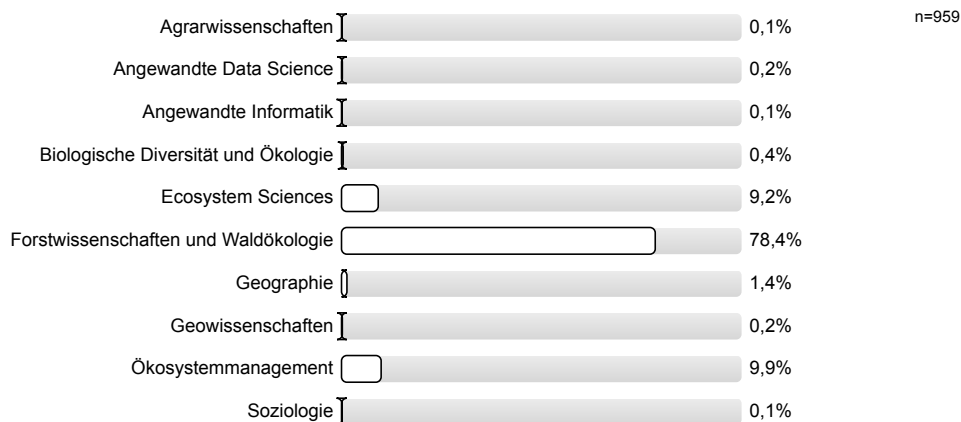 n=959
Agrarwissenschaften 0,1%
Angewandte Data Science 0,2%
Angewandte Informatik 0,1%
Biologische Diversität und Ökologie 0,4%
Ecosystem Sciences 9,2%
Forstwissenschaften und Waldökologie 78,4%
Geographie 1,4%
Geowissenschaften 0,2%
Ökosystemmanagement 9,9%
Soziologie 0,1%